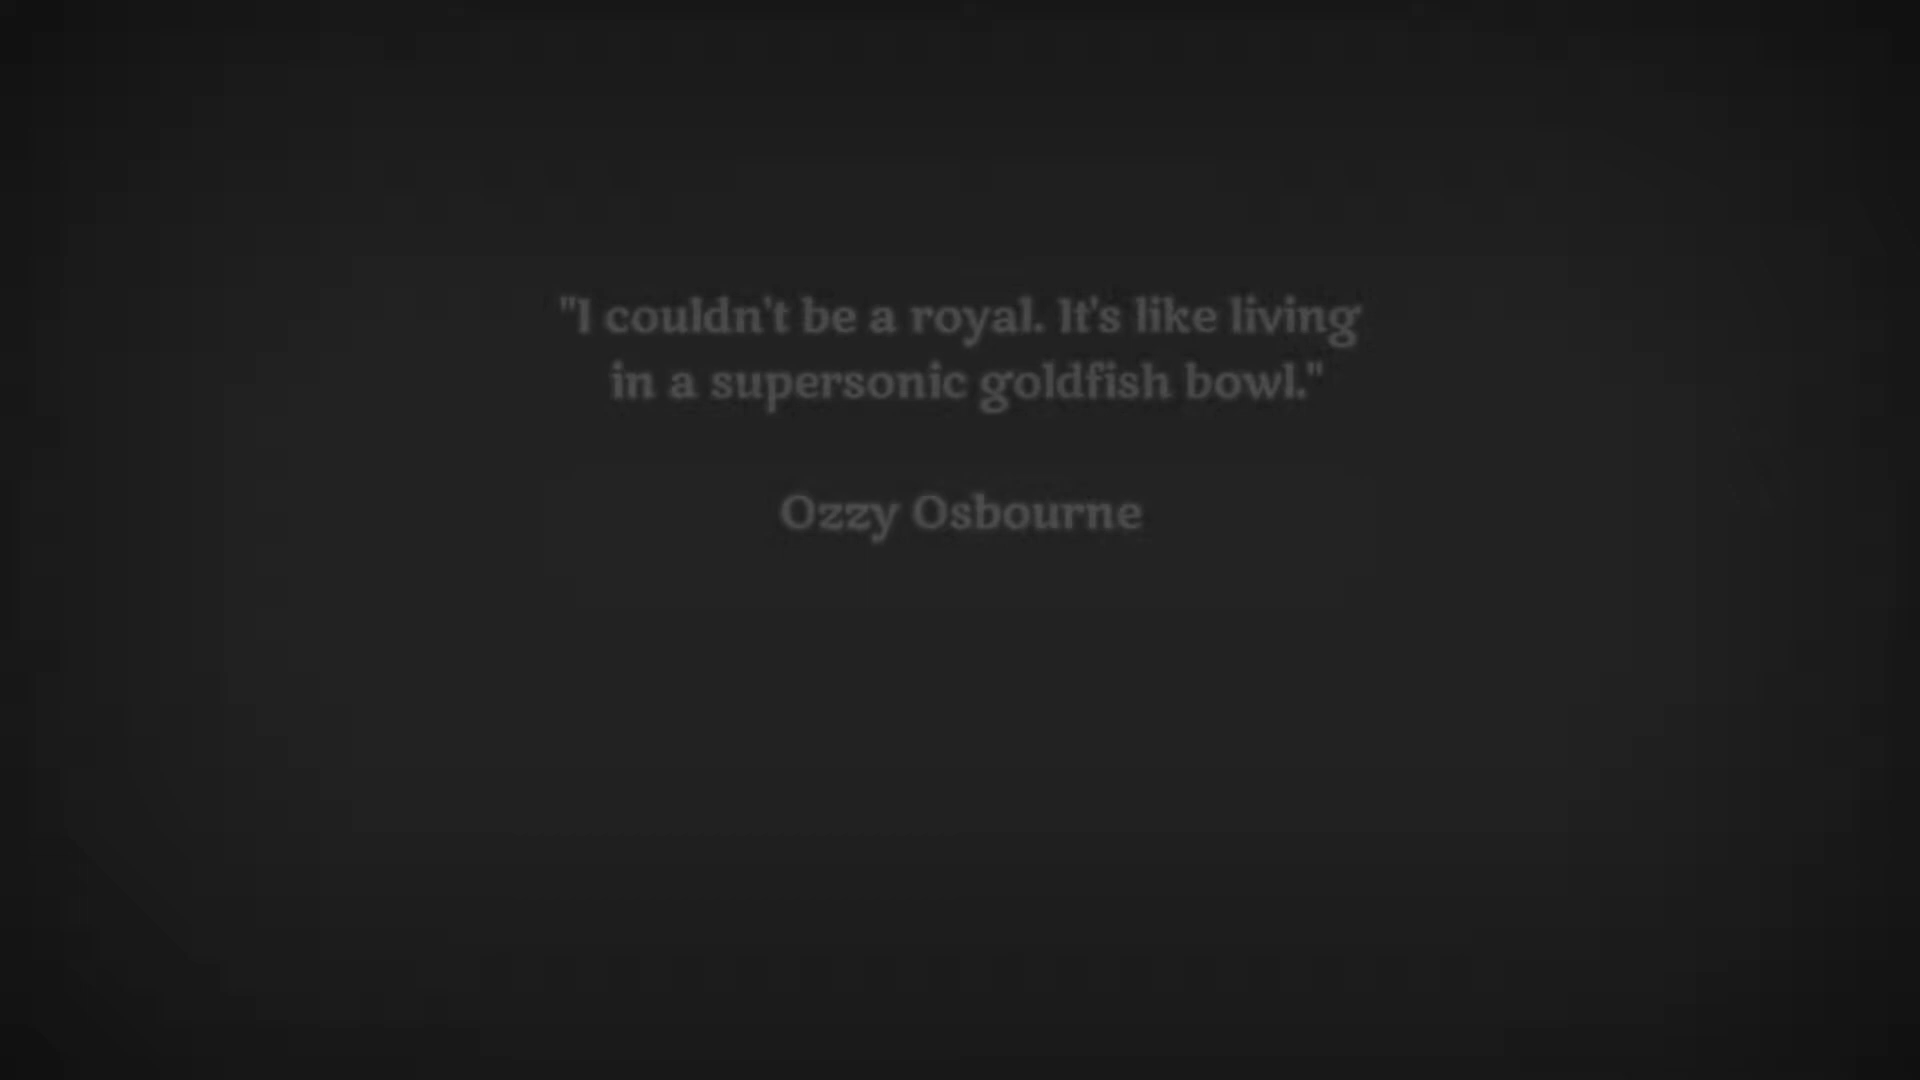 "I couldn't be a royal. It's like living
in a supersonic goldfish bowl."
Ozzy Osbourne